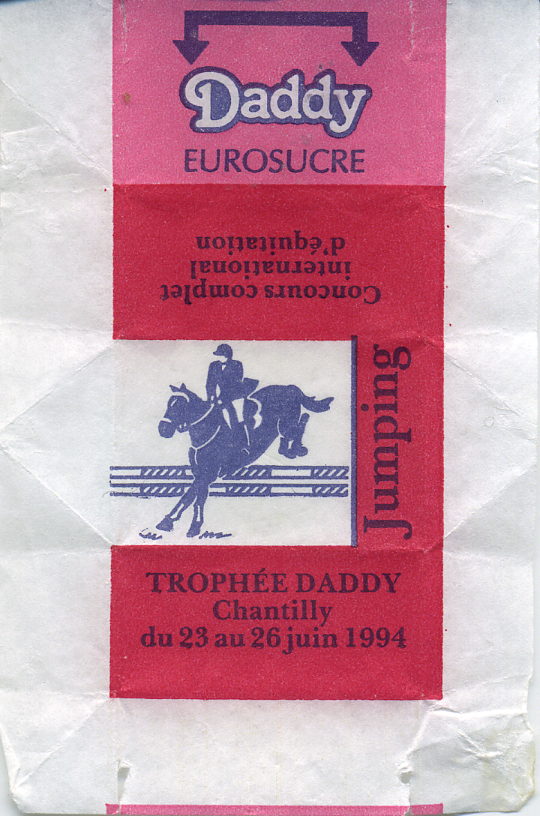 Daddy
EUROSUCRE
Concours complet
international
d'équitation
Jumping
TROPHÉE DADDY
Chantilly
du 23 au 26 juin 1994